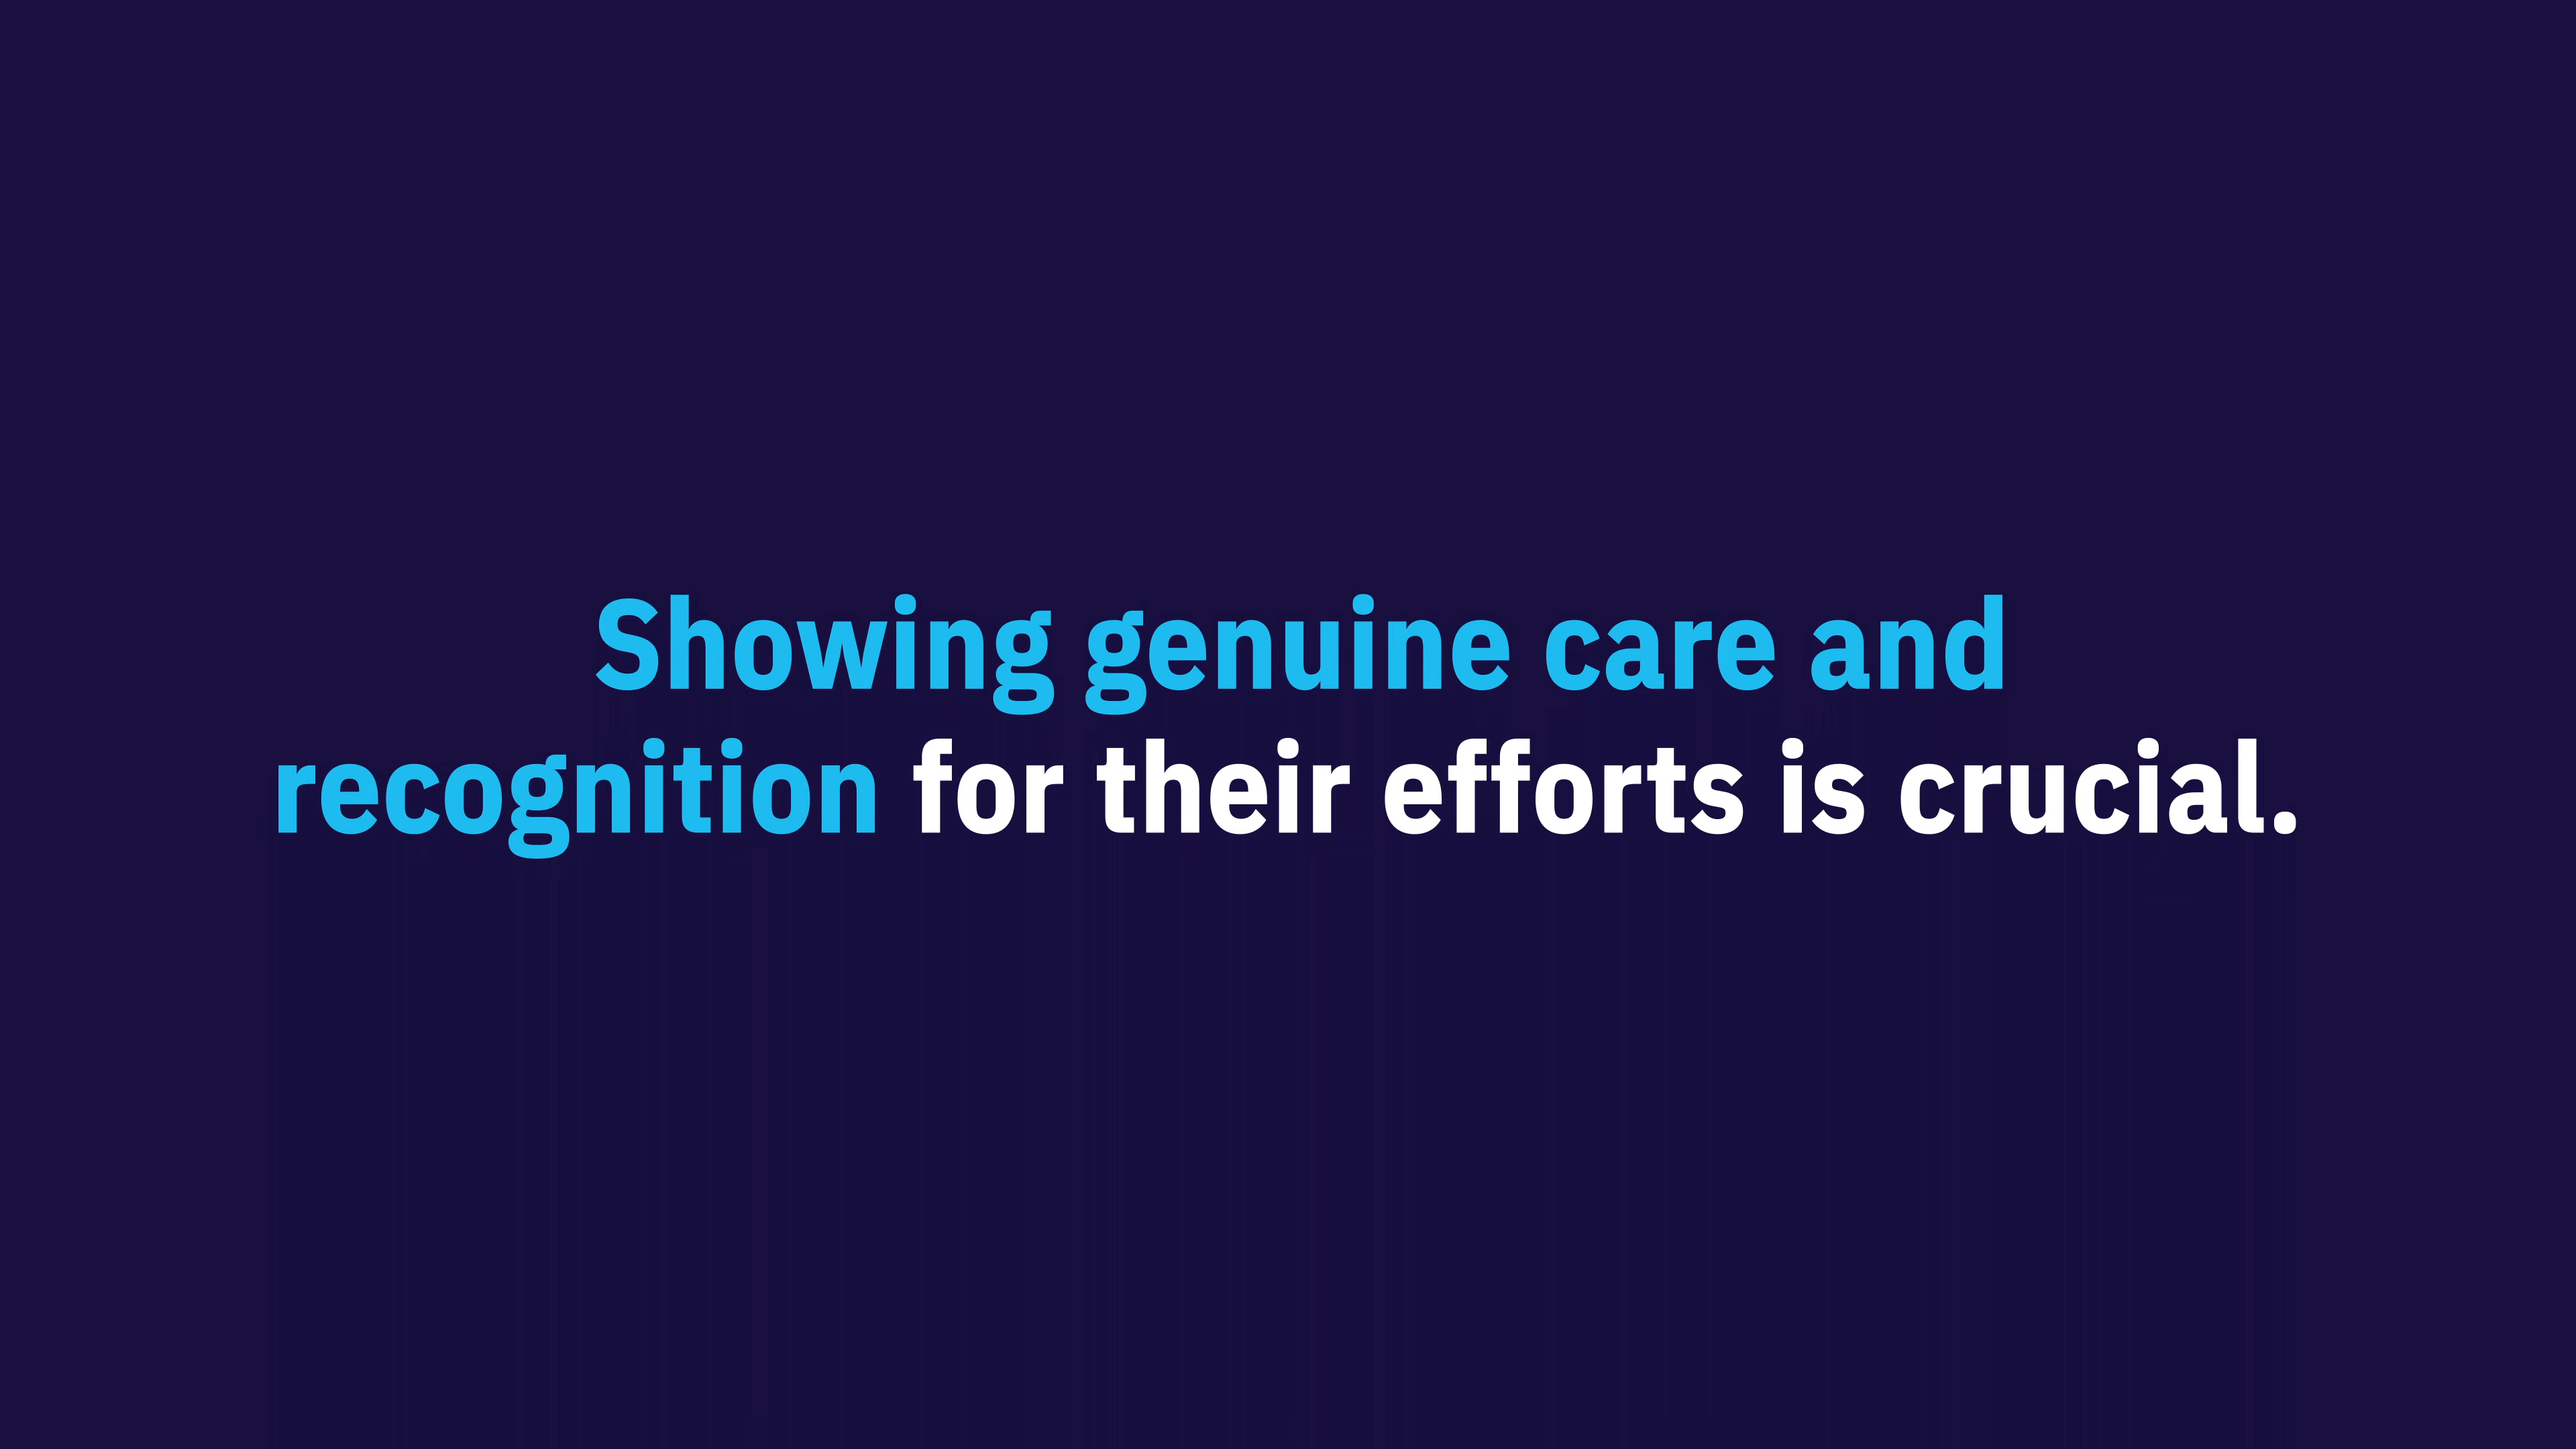 Showing genuine care and
recognition for their efforts is crucial.